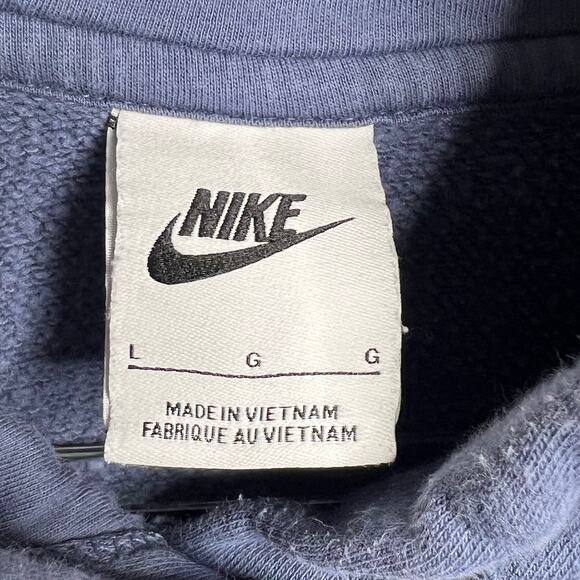 NIKE
L G G
MADE IN VIETNAM
FABRIQUE AU VIETNAM